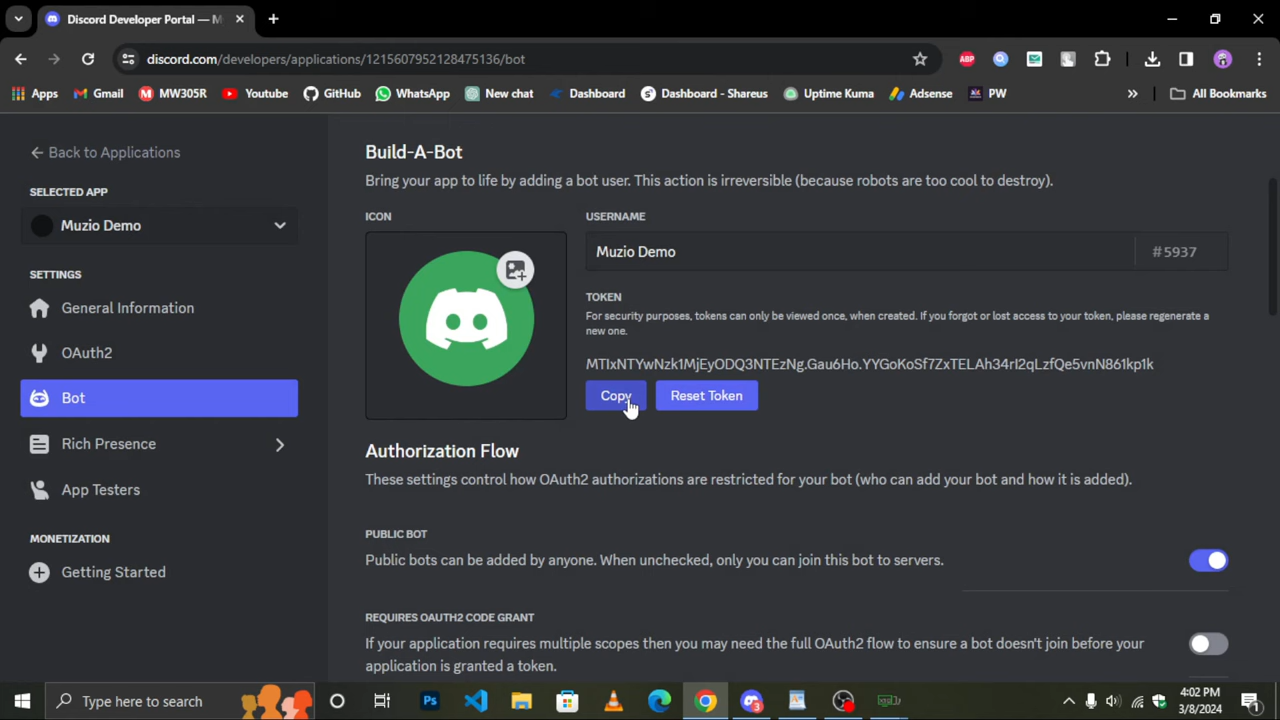 Discord Developer Portal — M
discord.com/developers/applications/1215607952128475136/bot
Apps
Gmail
MW305R
Youtube
GitHub
WhatsApp
New chat
Dashboard
Dashboard - Shareus
Uptime Kuma
Adsense
PW
All Bookmarks
ABP
Back to Applications
SELECTED APP
Muzio Demo
SETTINGS
General Information
OAuth2
Bot
Rich Presence
App Testers
MONETIZATION
Getting Started
Build-A-Bot
Bring your app to life by adding a bot user. This action is irreversible (because robots are too cool to destroy).
ICON
USERNAME
Muzio Demo
#5937
TOKEN
For security purposes, tokens can only be viewed once, when created. If you forgot or lost access to your token, please regenerate a
new one.
Copy
Reset Token
Authorization Flow
These settings control how OAuth2 authorizations are restricted for your bot (who can add your bot and how it is added).
PUBLIC BOT
Public bots can be added by anyone. When unchecked, only you can join this bot to servers.
REQUIRES OAUTH2 CODE GRANT
If your application requires multiple scopes then you may need the full OAuth2 flow to ensure a bot doesn't join before your
application is granted a token.
Type here to search
Ps
3
4:02 PM
3/8/2024
1